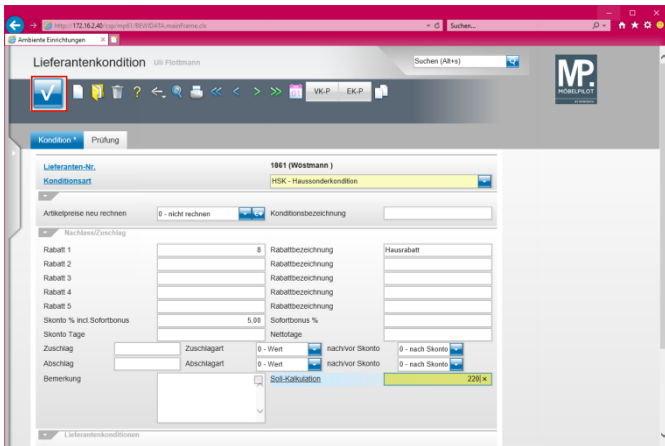 http://172.16.2.40/csp/mp61/BEWIDATA.mainFrame.cls
Suchen...
Ambiente Einrichtungen
Lieferantenkondition Uli Flottmann
Suchen (Alt+s)
MP
MÖBELPILOT
VK-P EK-P
Kondition * Prüfung
Lieferanten-Nr. 1861 (Wöstmann )
Konditionsart HSK - Haussonderkondition
Artikelpreise neu rechnen 0 - nicht rechnen Konditionsbezeichnung
Nachlass/Zuschlag
Rabatt 1 8 Rabattbezeichnung Hausrabatt
Rabatt 2 Rabattbezeichnung
Rabatt 3 Rabattbezeichnung
Rabatt 4 Rabattbezeichnung
Rabatt 5 Rabattbezeichnung
Skonto % incl.Sofortbonus 5,00 Sofortbonus %
Skonto Tage Nettotage
Zuschlag Zuschlagart 0 - Wert nach/vor Skonto 0 - nach Skonto
Abschlag Abschlagart 0 - Wert nach/vor Skonto 0 - nach Skonto
Bemerkung Soll-Kalkulation 220
Lieferantenkonditionen